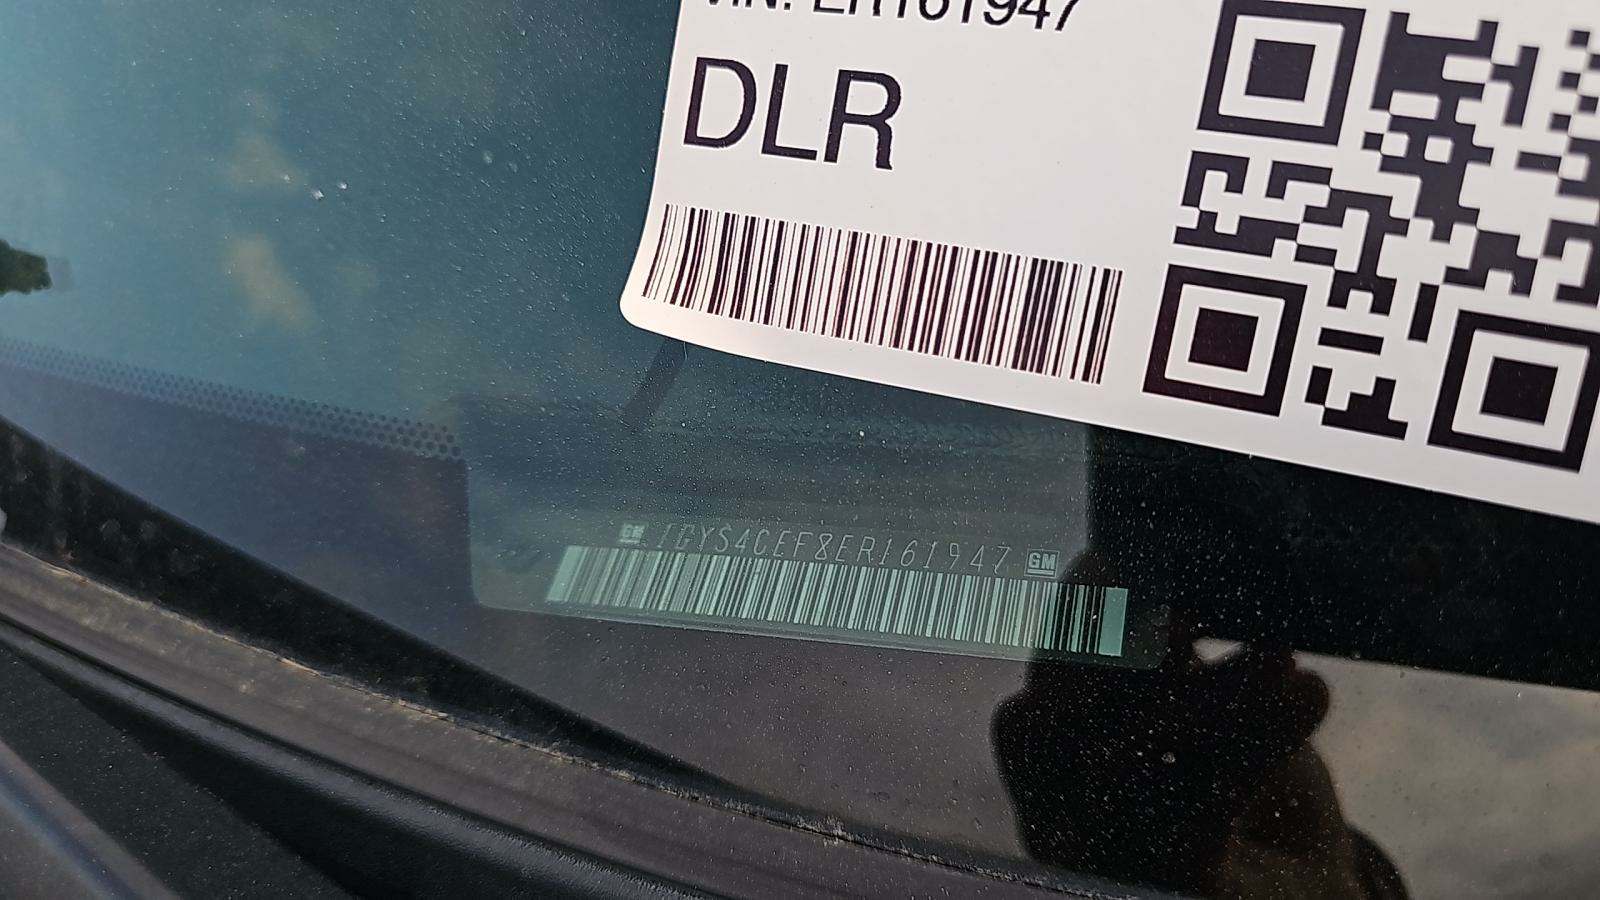 VIN: ER161947
DLR
GM 1GYS4CEF8ER161947 GM